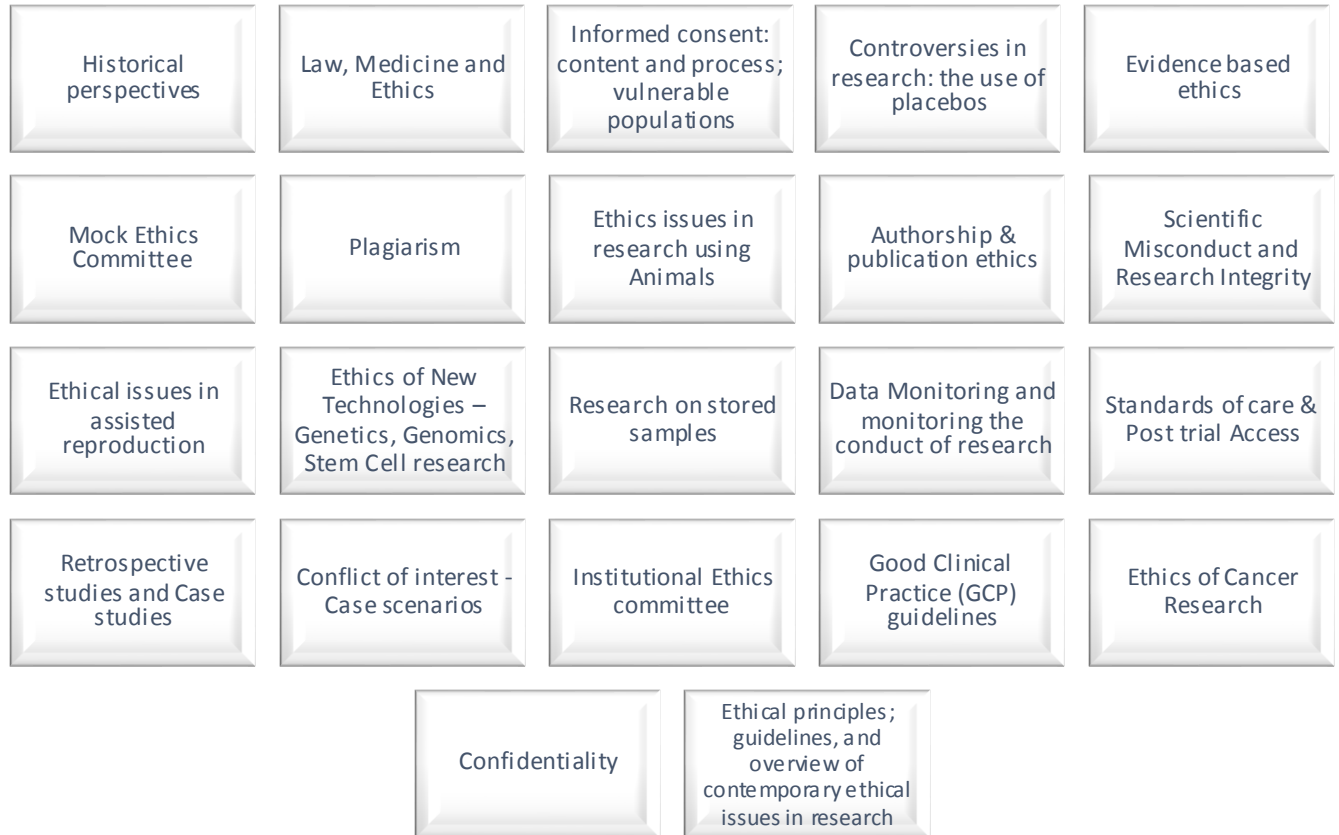 Historical
perspectives
Law, Medicine and
Ethics
Informed consent:
content and process;
vulnerable
populations
Controversies in
research: the use of
placebos
Evidence based
ethics
Mock Ethics
Committee
Plagiarism
Ethics issues in
research using
Animals
Authorship &
publication ethics
Scientific
Misconduct and
Research Integrity
Ethical issues in
assisted
reproduction
Ethics of New
Technologies –
Genetics, Genomics,
Stem Cell research
Research on stored
samples
Data Monitoring and
monitoring the
conduct of research
Standards of care &
Post trial Access
Retrospective
studies and Case
studies
Conflict of interest -
Case scenarios
Institutional Ethics
committee
Good Clinical
Practice (GCP)
guidelines
Ethics of Cancer
Research
Confidentiality
Ethical principles;
guidelines, and
overview of
contemporary ethical
issues in research